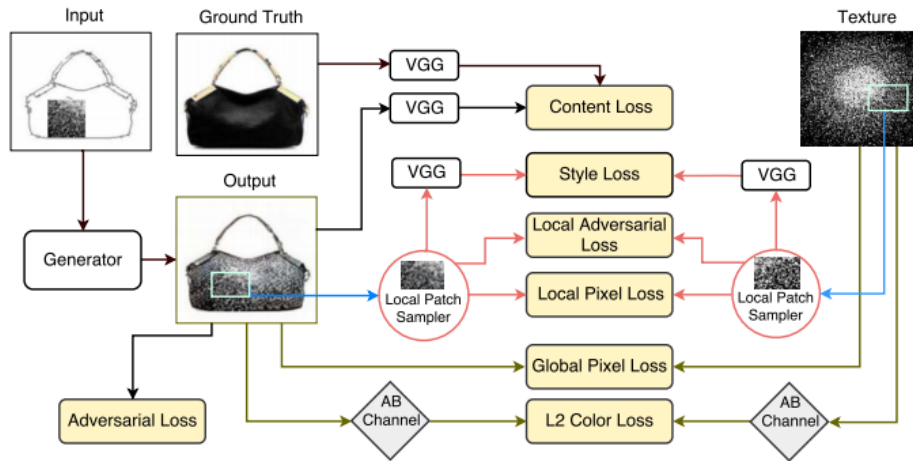 Input
Ground Truth
Texture
VGG
VGG
Content Loss
Output
VGG
Style Loss
VGG
Generator
Local Adversarial
Loss
Local Patch
Sampler
Local Pixel Loss
Local Patch
Sampler
Global Pixel Loss
Adversarial Loss
AB
Channel
L2 Color Loss
AB
Channel